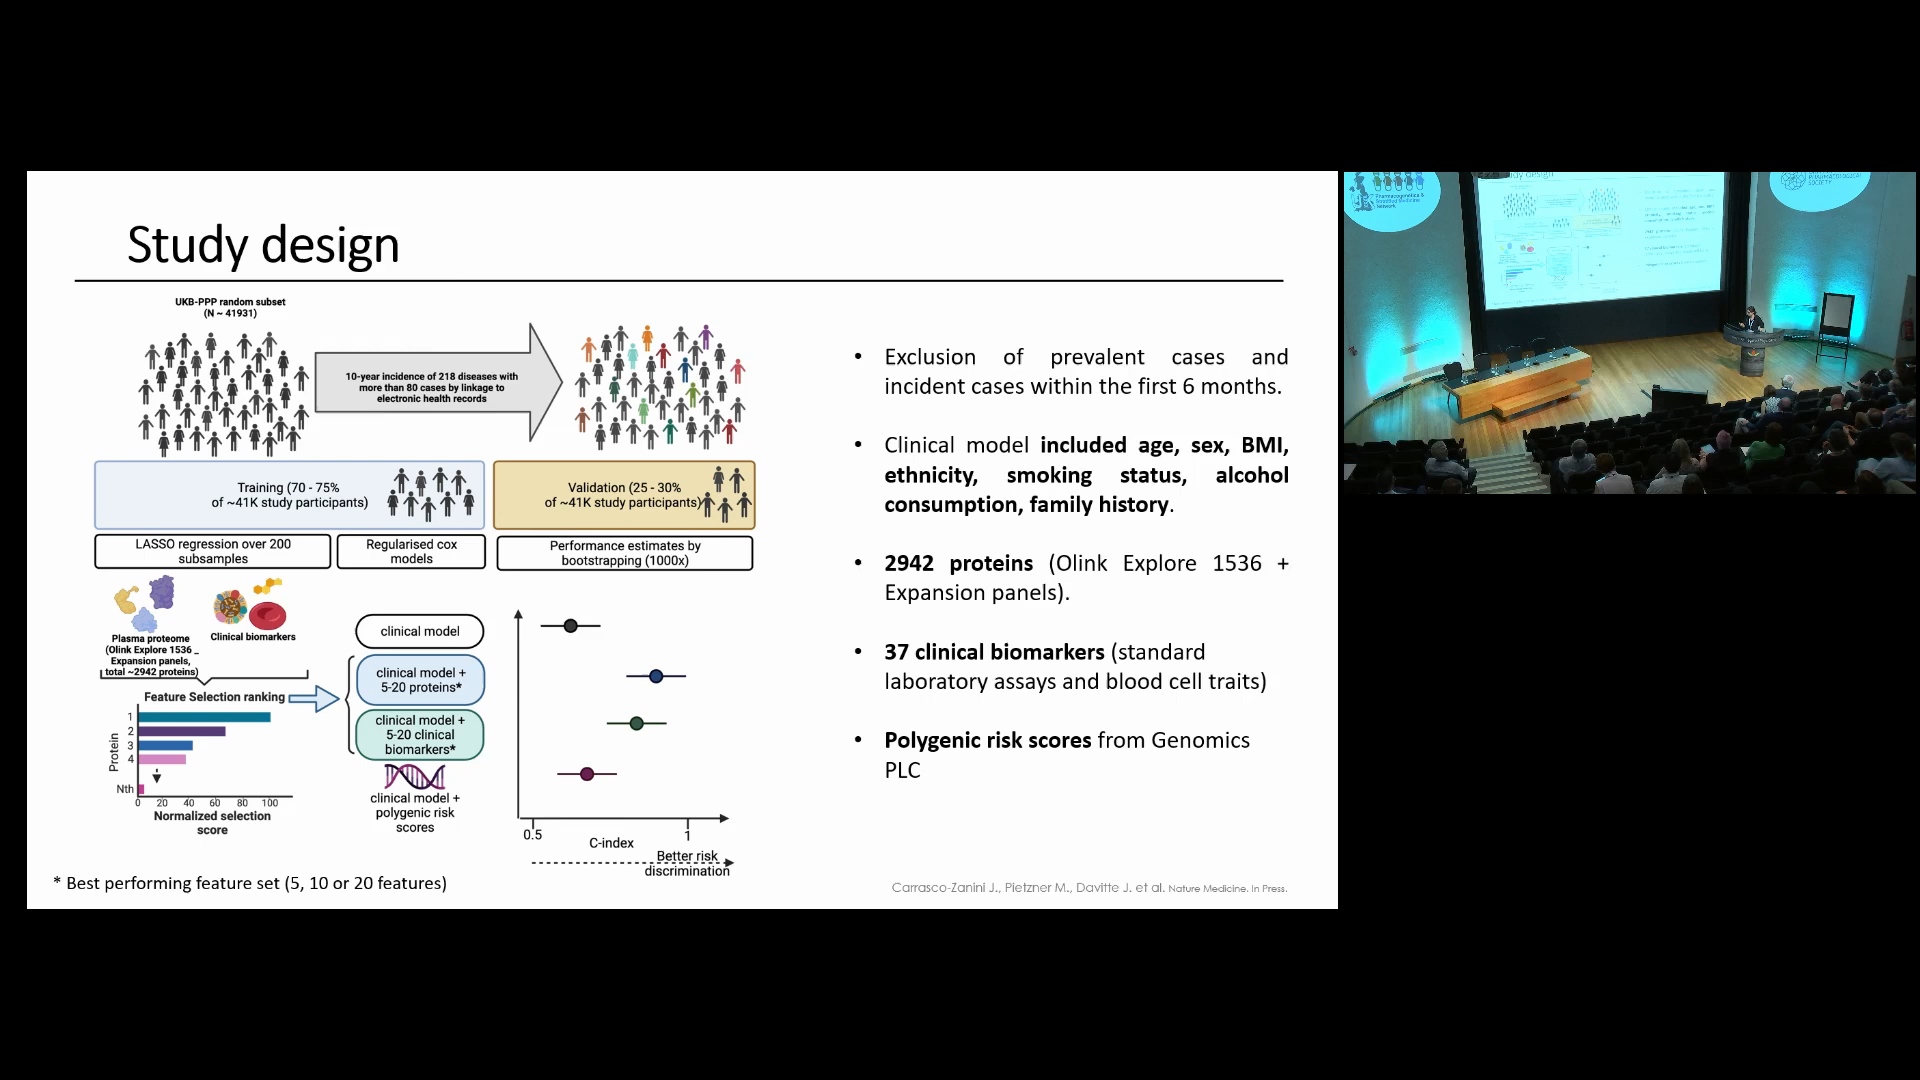 Study design
UKB-PPP random subset
(N ~ 41931)
10-year incidence of 218 diseases with
more than 80 cases by linkage to
electronic health records
Training (70 - 75%
of ~41K study participants)
Validation (25 - 30%
of ~41K study participants)
LASSO regression over 200
subsamples
Regularised cox
models
Performance estimates by
bootstrapping (1000x)
Plasma proteome
(Olink Explore 1536 _
Expansion panels,
total ~2942 proteins)
Clinical biomarkers
Feature Selection ranking
Protein
1
2
3
4
Nth
0 20 40 60 80 100
Normalized selection
score
clinical model
clinical model +
5-20 proteins*
clinical model +
5-20 clinical
biomarkers*
clinical model +
polygenic risk
scores
0.5
1
C-index
Better risk
discrimination
* Best performing feature set (5, 10 or 20 features)
• Exclusion of prevalent cases and
incident cases within the first 6 months.
• Clinical model included age, sex, BMI,
ethnicity, smoking status, alcohol
consumption, family history.
• 2942 proteins (Olink Explore 1536 +
Expansion panels).
• 37 clinical biomarkers (standard
laboratory assays and blood cell traits)
• Polygenic risk scores from Genomics
PLC
Carrasco-Zanini J., Pietzner M., Davitte J. et al. Nature Medicine. In Press.
Pharmacogenetics &
Stratified Medicine
Network
PHARMACOLOGICAL
SOCIETY